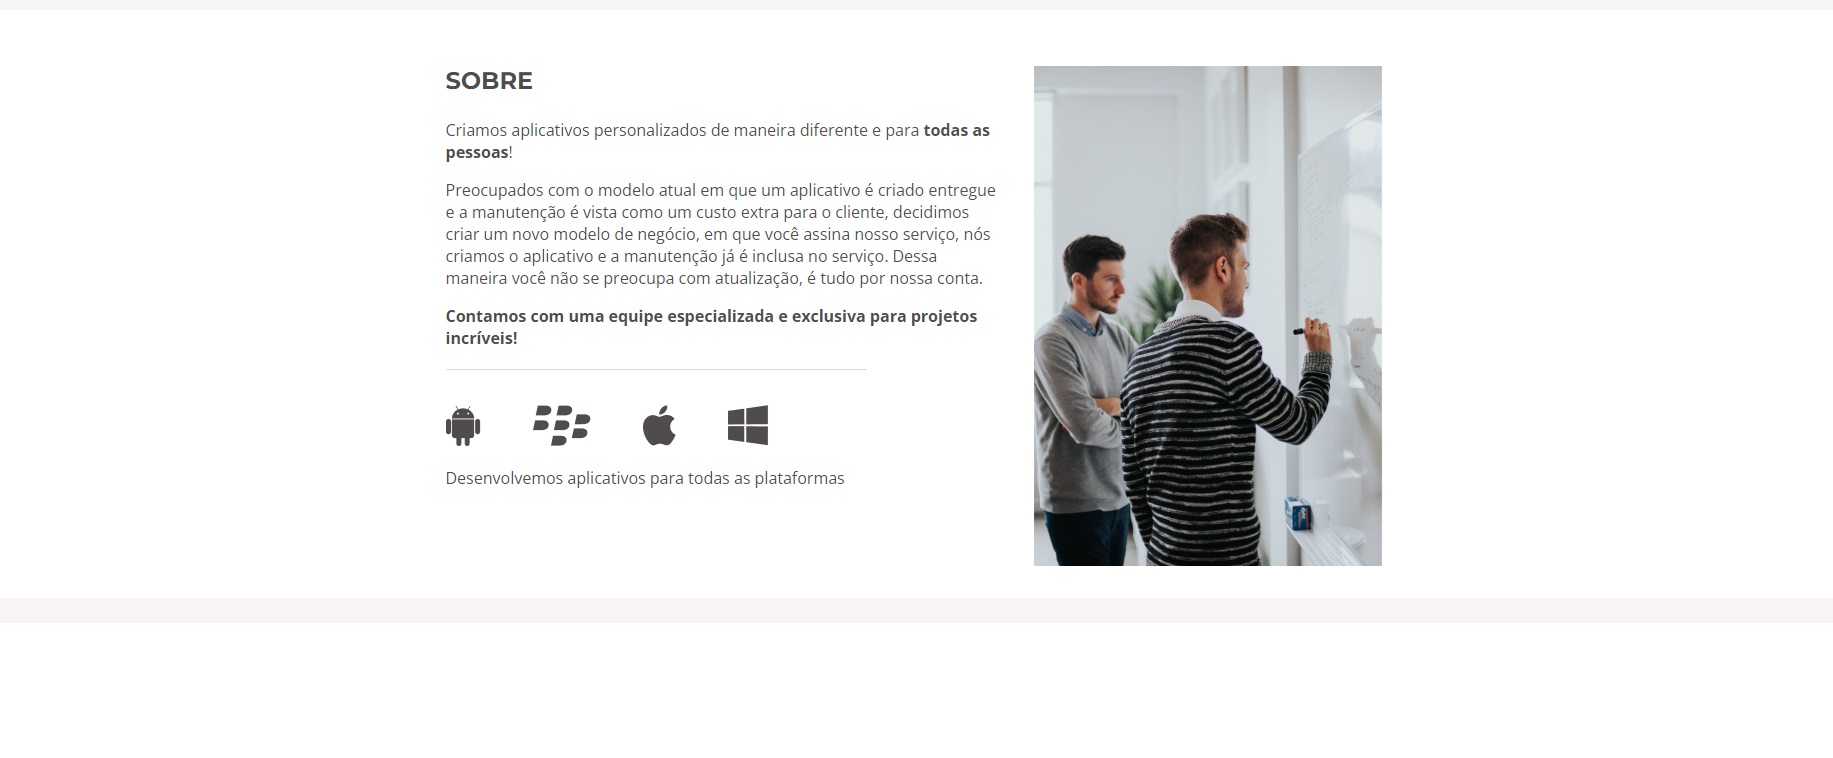 SOBRE
Criamos aplicativos personalizados de maneira diferente e para todas as
pessoas!
Preocupados com o modelo atual em que um aplicativo é criado entregue
e a manutenção é vista como um custo extra para o cliente, decidimos
criar um novo modelo de negócio, em que você assina nosso serviço, nós
criamos o aplicativo e a manutenção já é inclusa no serviço. Dessa
maneira você não se preocupa com atualização, é tudo por nossa conta.
Contamos com uma equipe especializada e exclusiva para projetos
incríveis!
Desenvolvemos aplicativos para todas as plataformas